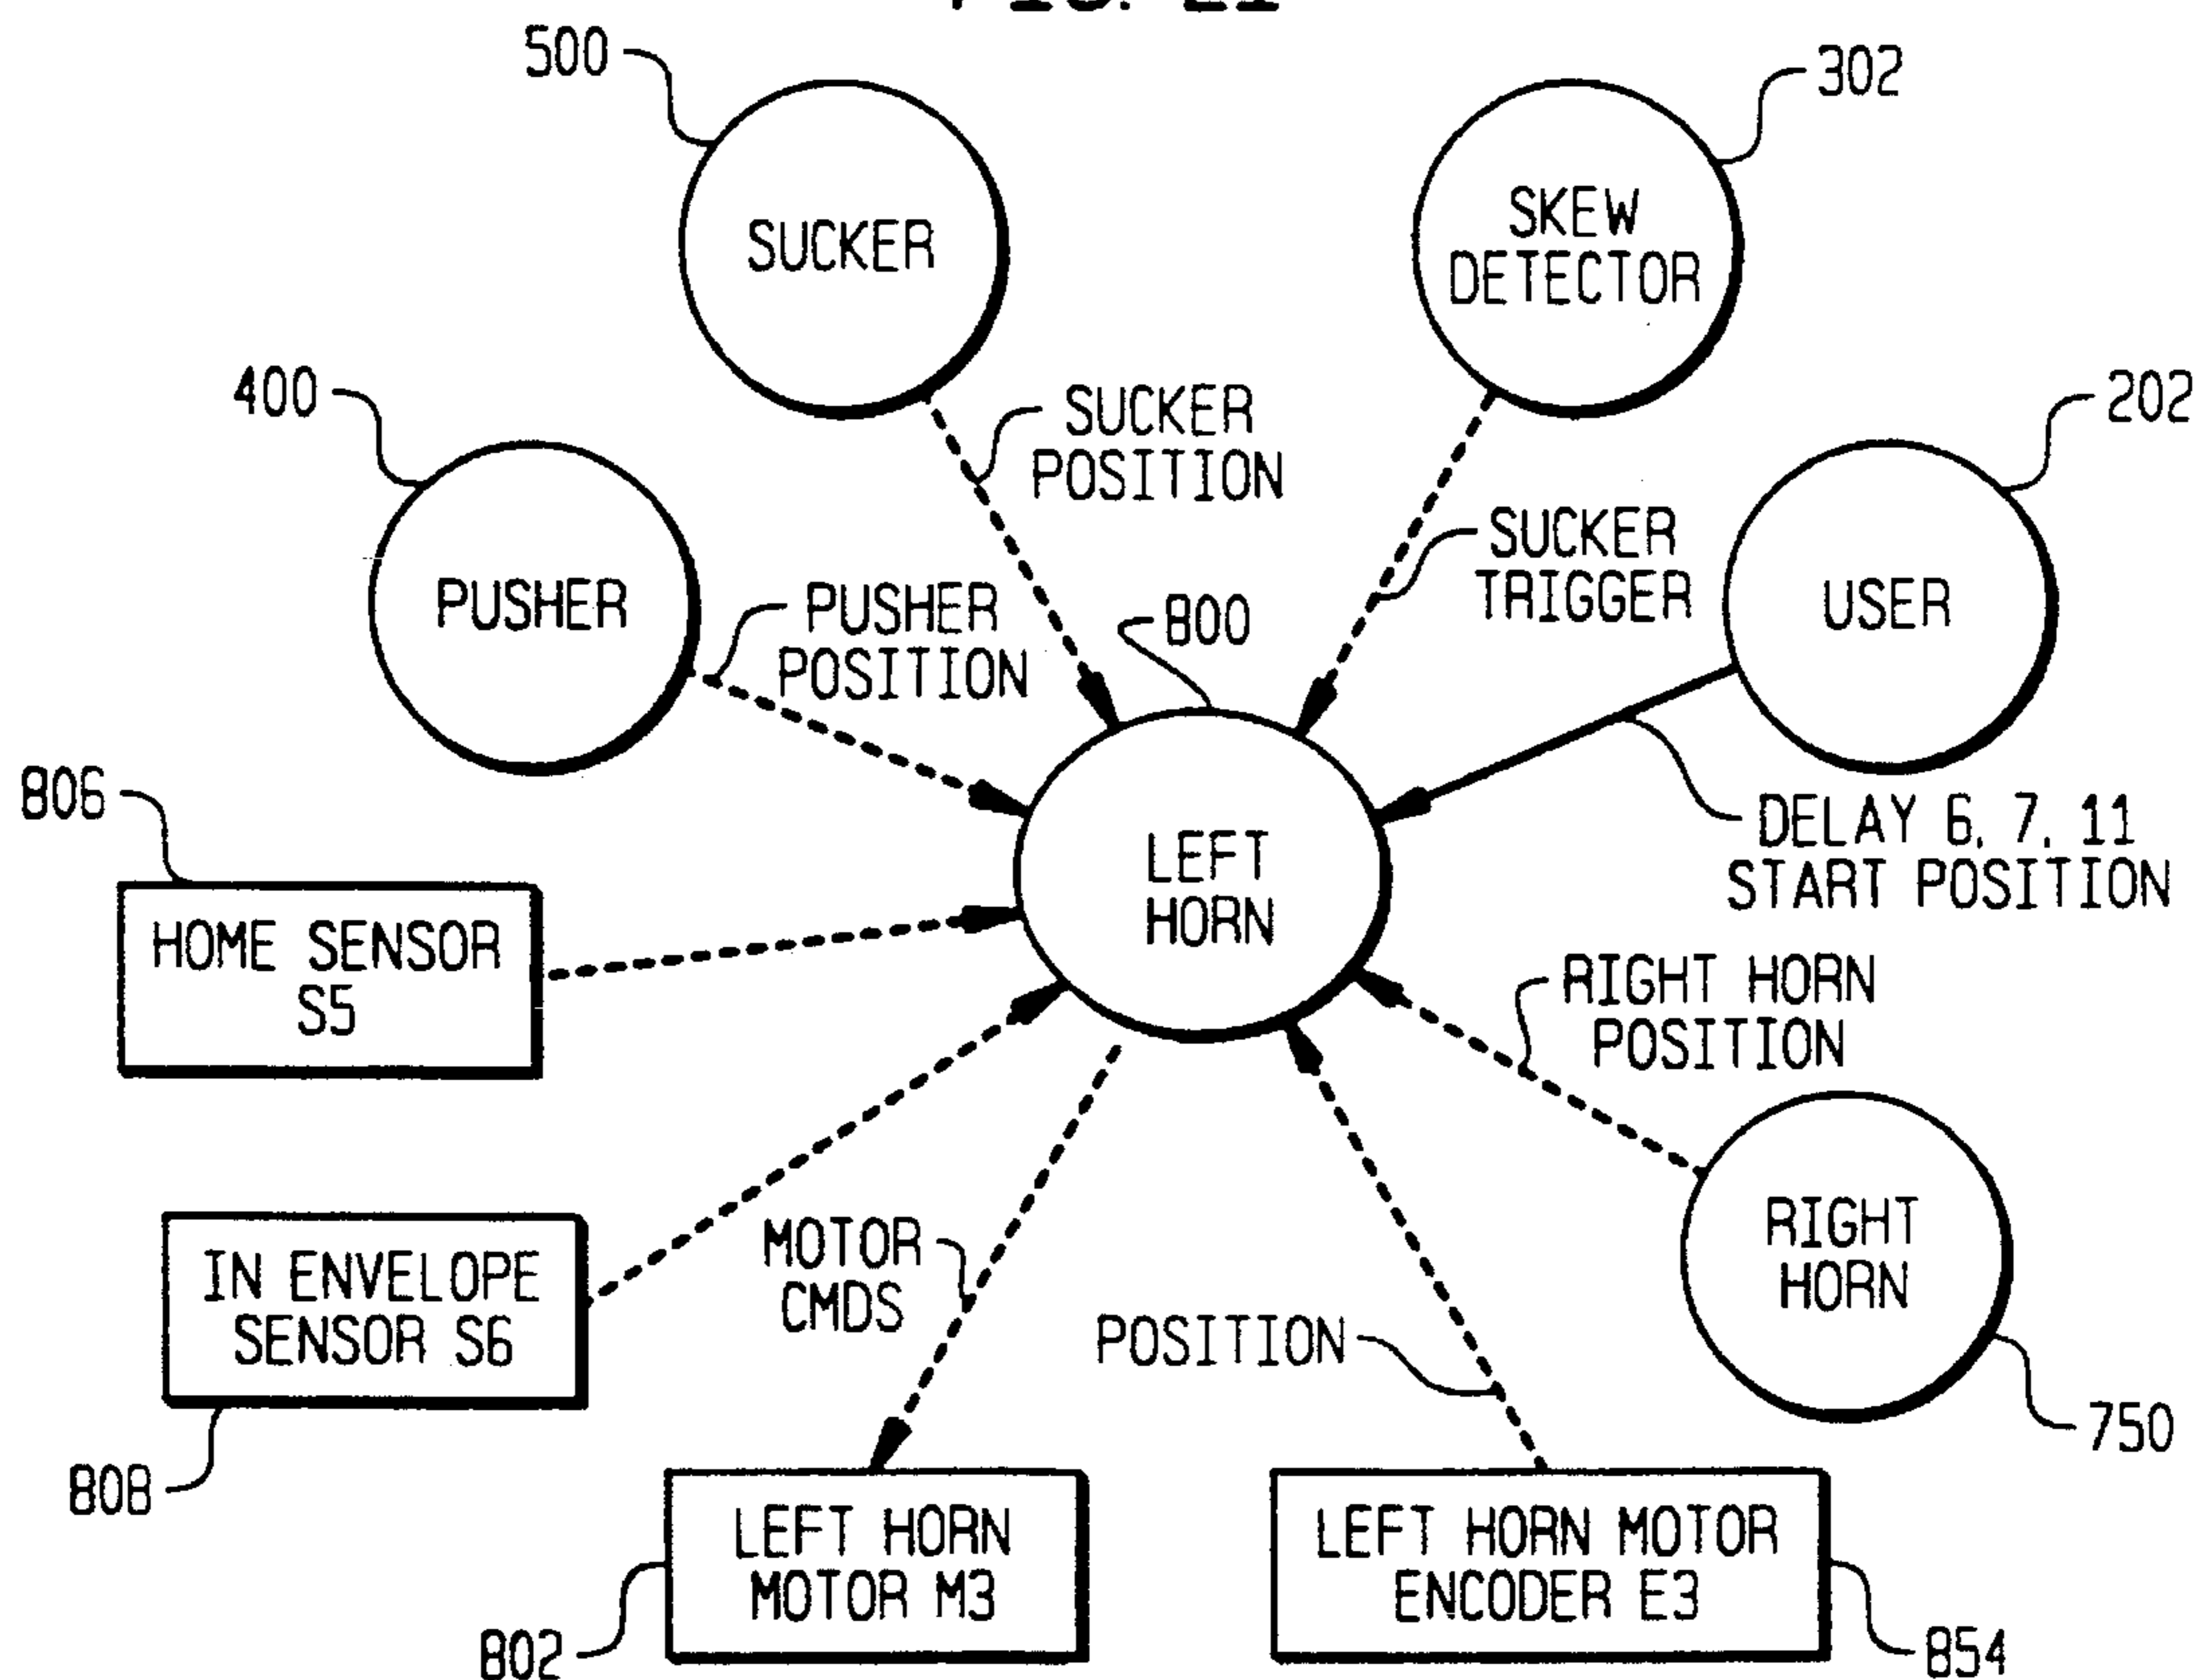 500
302
SUCKER
SKEW
DETECTOR
400
SUCKER
POSITION
202
PUSHER
PUSHER
POSITION
800
SUCKER
TRIGGER
USER
806
DELAY 6, 7, 11
START POSITION
LEFT
HORN
HOME SENSOR
S5
RIGHT HORN
POSITION
IN ENVELOPE
SENSOR S6
MOTOR
CMDS
POSITION
RIGHT
HORN
750
808
LEFT HORN
MOTOR M3
LEFT HORN MOTOR
ENCODER E3
802
854